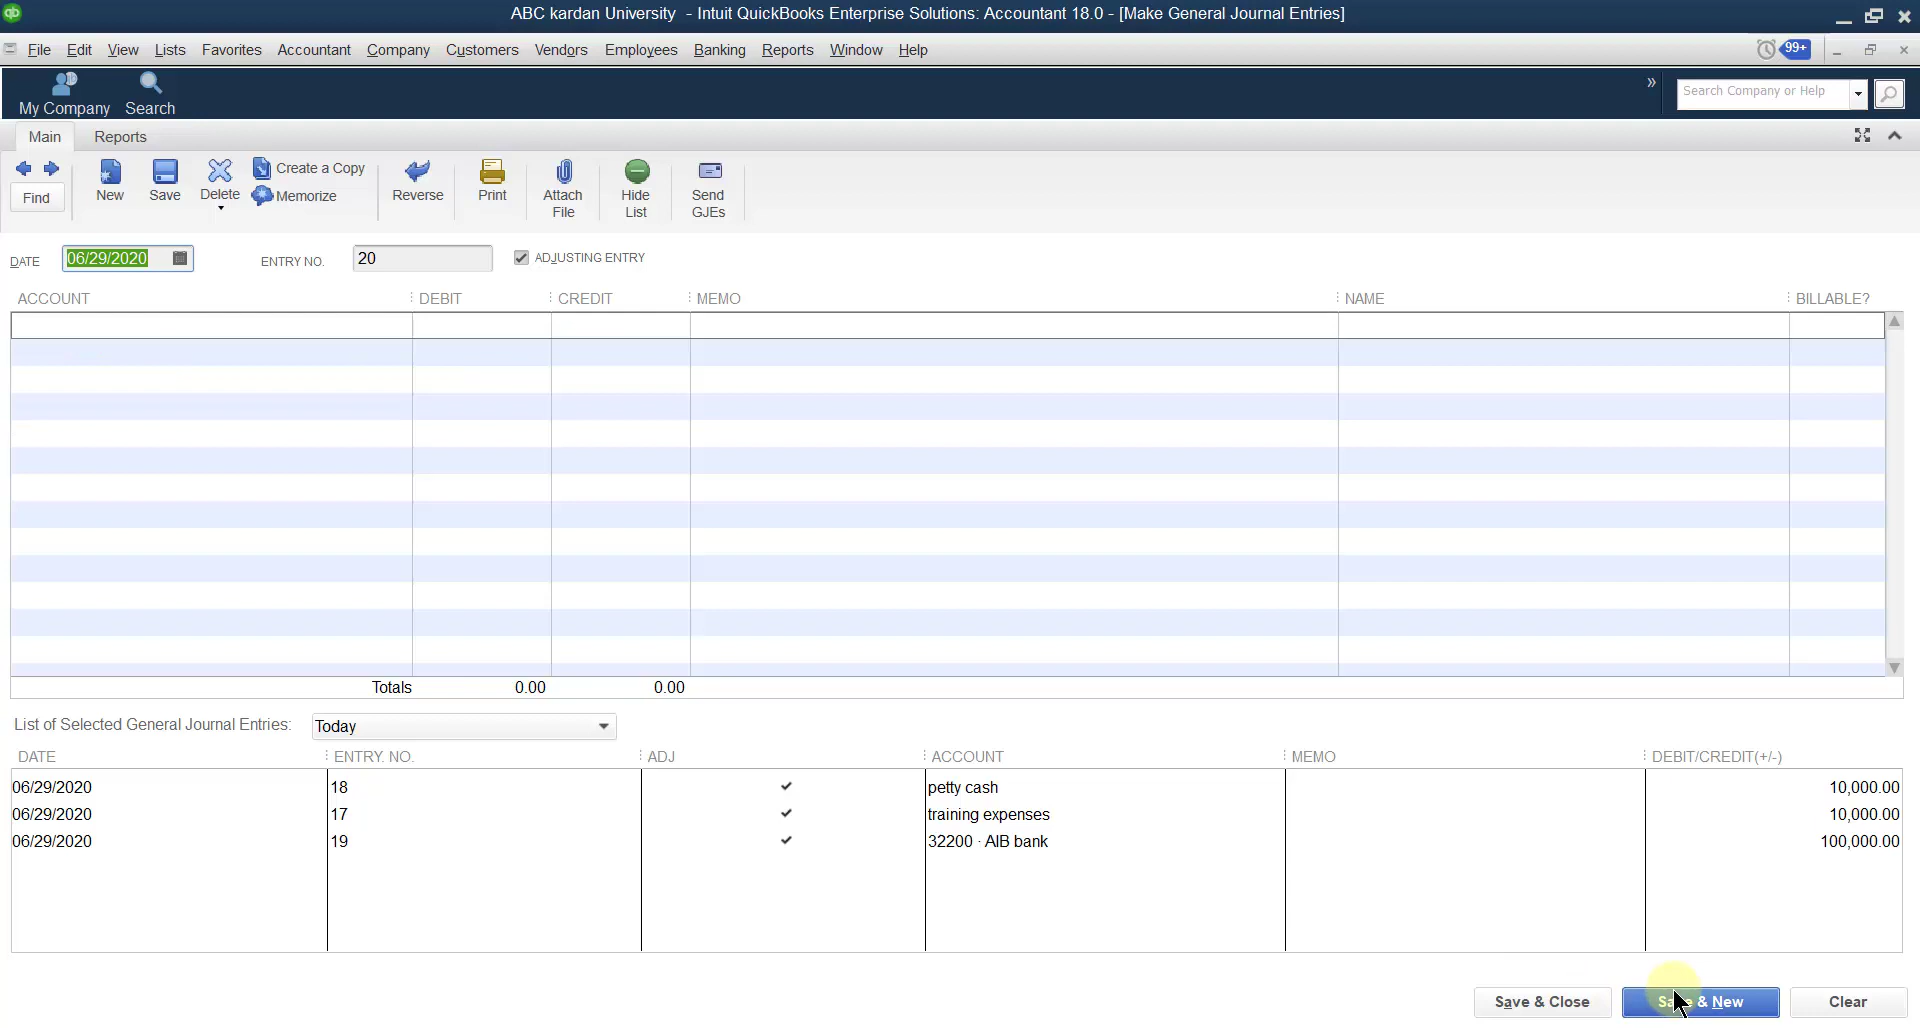 ABC kardan University - Intuit QuickBooks Enterprise Solutions: Accountant 18.0 - [Make General Journal Entries]
File Edit View Lists Favorites Accountant Company Customers Vendors Employees Banking Reports Window Help 99+
My Company Search » Search Company or Help
Main Reports
Find New Save Delete Create a Copy Memorize Reverse Print Attach File Hide List Send GJEs
DATE 06/29/2020 ENTRY NO. 20 ADJUSTING ENTRY
ACCOUNT DEBIT CREDIT MEMO NAME BILLABLE?
Totals 0.00 0.00
List of Selected General Journal Entries: Today
DATE ENTRY. NO. ADJ ACCOUNT MEMO DEBIT/CREDIT(+/-)
06/29/2020 18 petty cash 10,000.00
06/29/2020 17 training expenses 10,000.00
06/29/2020 19 32200 · AIB bank 100,000.00
Save & Close Save & New Clear